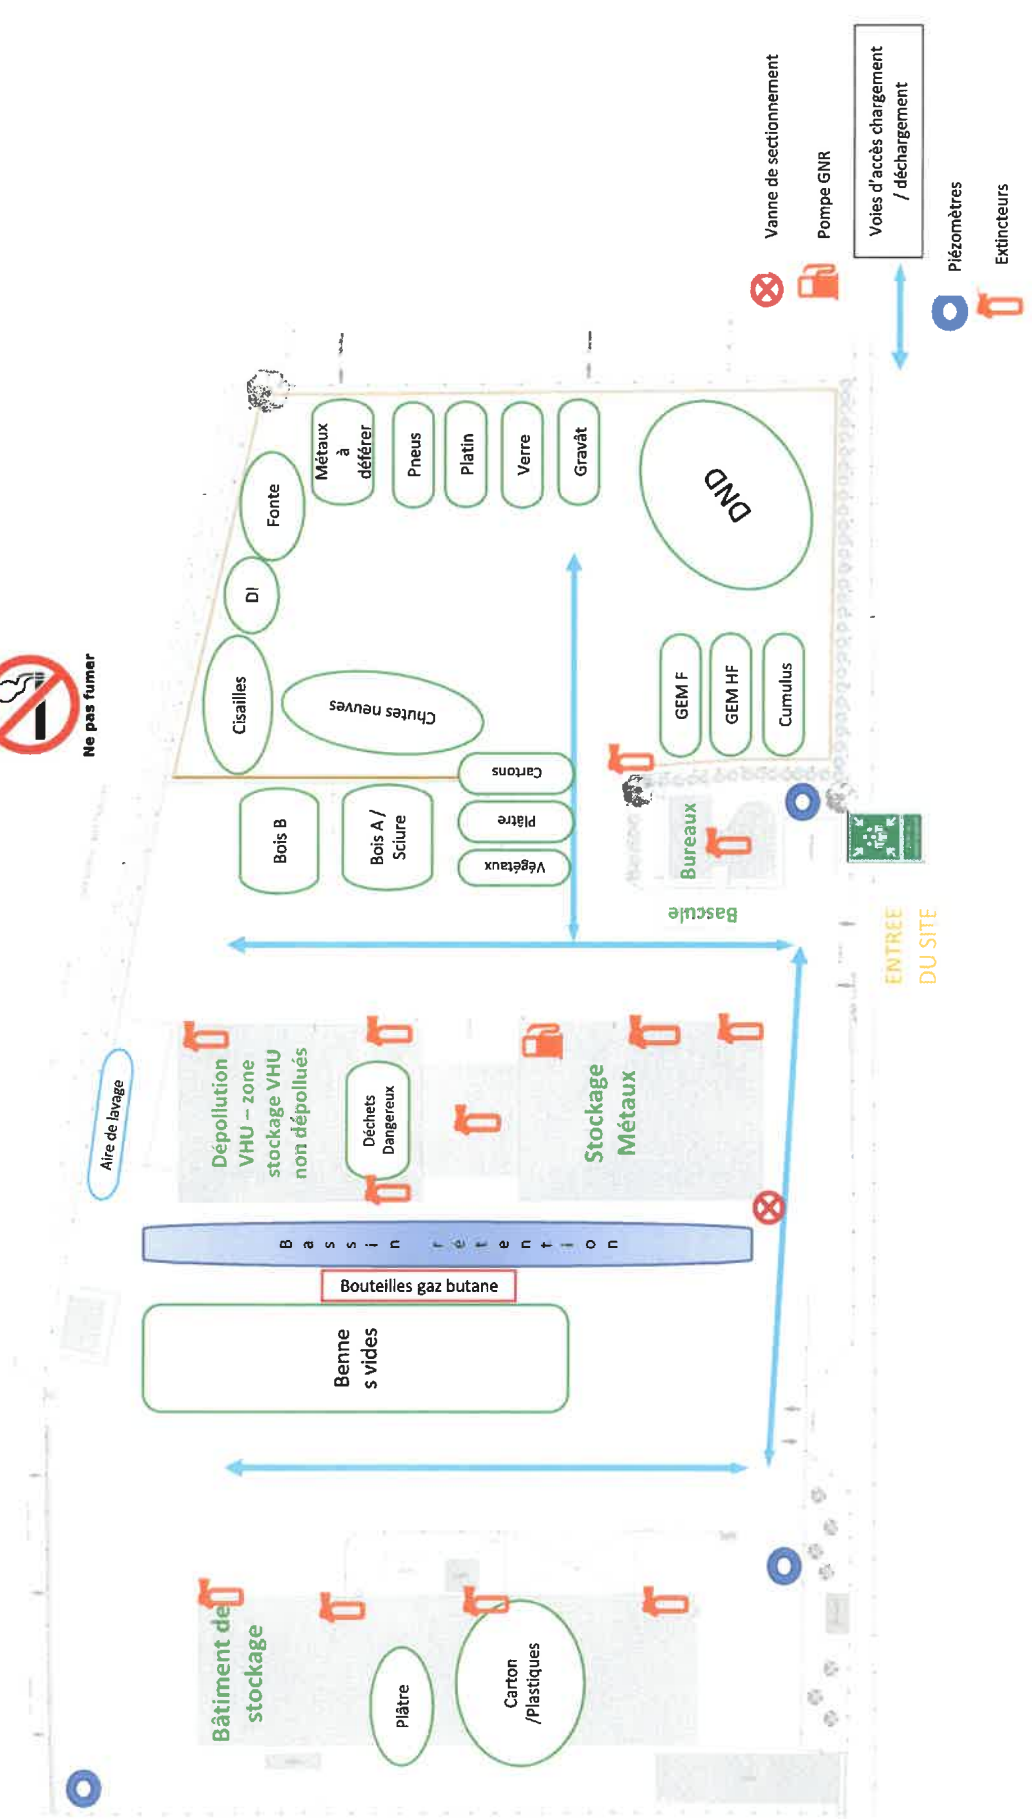 Ne pas fumer
Vanne de sectionnement
Pompe GNR
Voies d'accès chargement
/ déchargement
Piézomètres
Extincteurs
Fonte
DI
Cisailles
Chutes neuves
Métaux
à
déférer
Pneus
Platin
Verre
Gravât
DND
GEM F
GEM HF
Cumulus
Cartons
Plâtre
Végétaux
Bois B
Bois A /
Sciure
Bureaux
Bascule
ENTREE
DU SITE
Aire de lavage
Dépollution
VHU – zone
stockage VHU
non dépollués
Déchets
Dangereux
Stockage
Métaux
Bassin rétention
Bouteilles gaz butane
Benne
s vides
Bâtiment de
stockage
Plâtre
Carton
/Plastiques